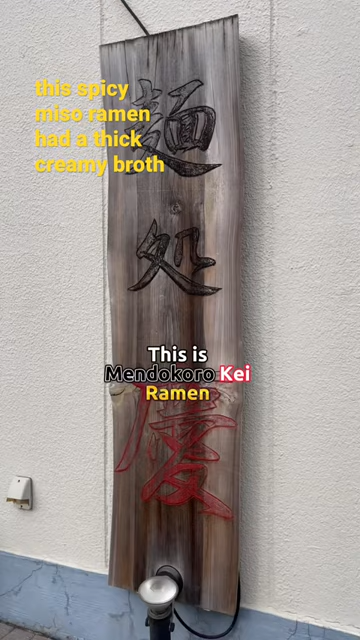 this spicy
miso ramen
had a thick
creamy broth
麺
処
慶
This is
Mendokoro Kei
Ramen